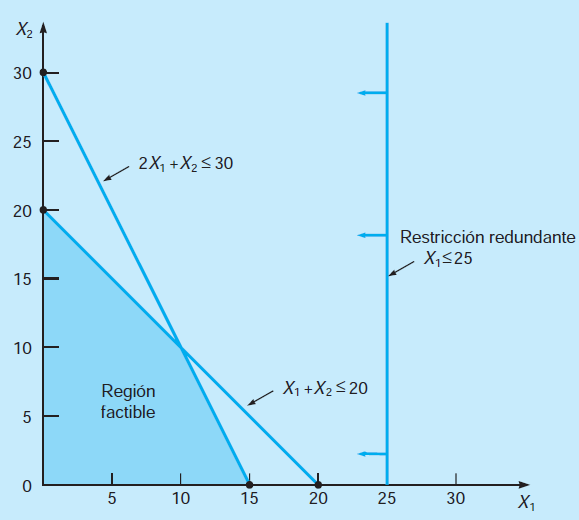 X₂
30
25
20
15
10
5
0
2X₁ + X₂ ≤ 30
Restricción redundante
X₁ ≤ 25
X₁ + X₂ ≤ 20
Región
factible
5 10 15 20 25 30
X₁